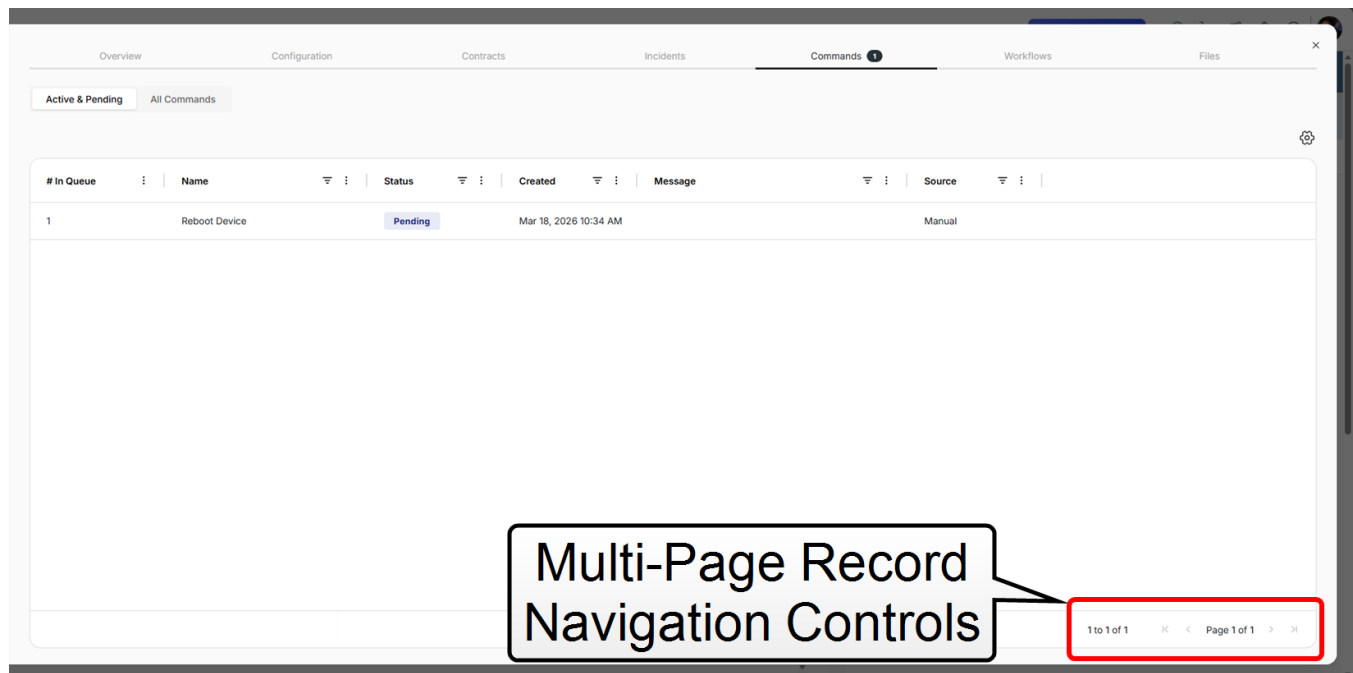 Overview Configuration Contracts Incidents Commands 1 Workflows Files
Active & Pending All Commands
# In Queue Name Status Created Message Source
1 Reboot Device Pending Mar 18, 2026 10:34 AM Manual
Multi-Page Record
Navigation Controls
1 to 1 of 1 Page 1 of 1